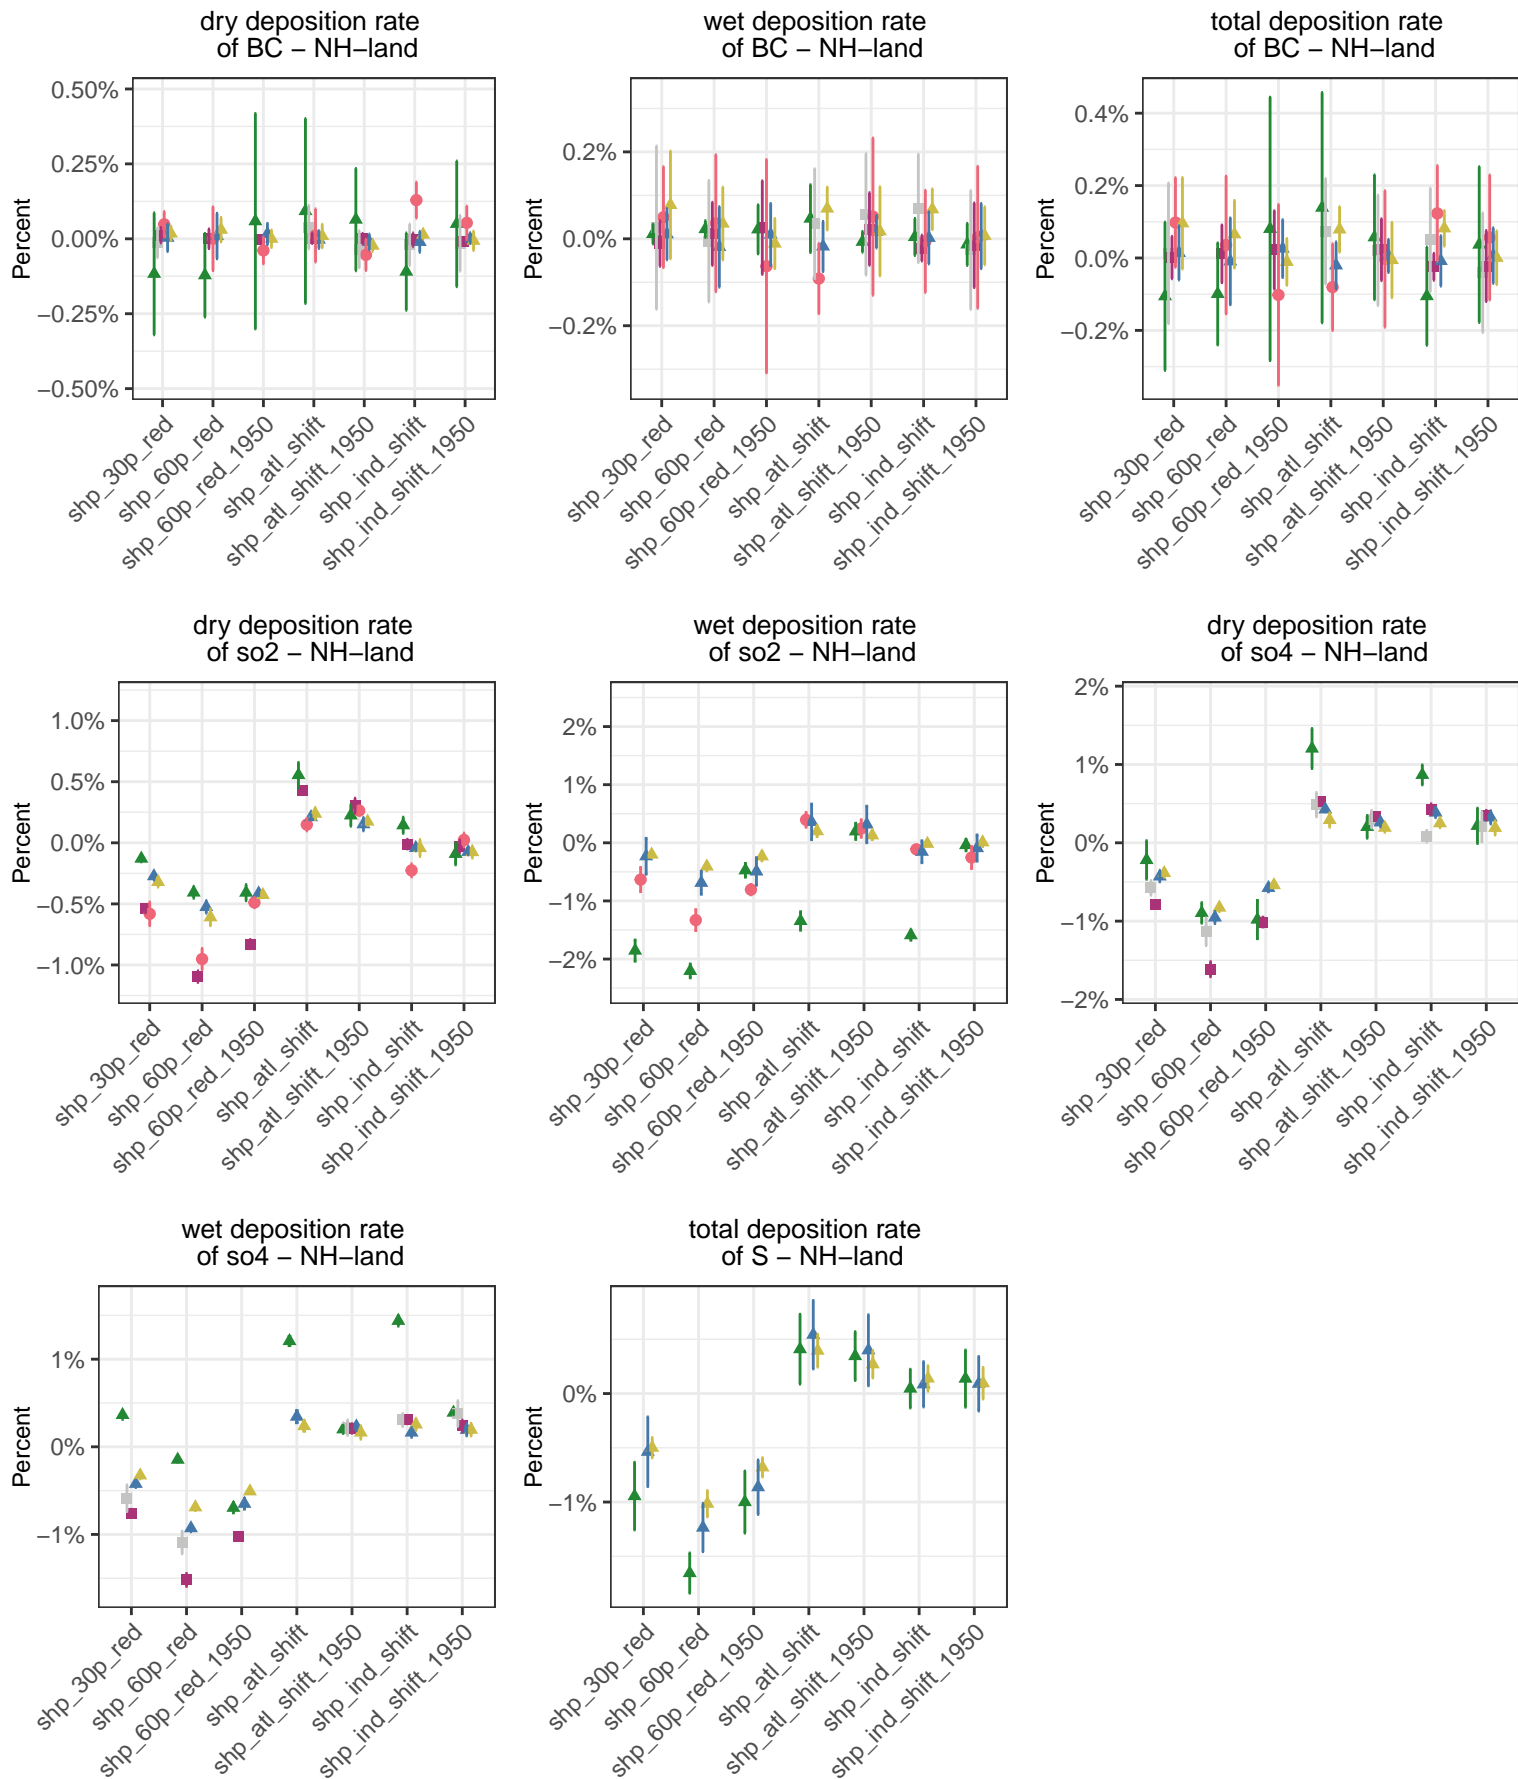 dry deposition rate
of BC − NH−land
wet deposition rate
of BC − NH−land
total deposition rate
of BC − NH−land
Percent
0.50%
0.25%
0.00%
−0.25%
−0.50%
shp_30p_red
shp_60p_red
shp_60p_red_1950
shp_atl_shift
shp_atl_shift_1950
shp_ind_shift
shp_ind_shift_1950
Percent
0.2%
0.0%
−0.2%
shp_30p_red
shp_60p_red
shp_60p_red_1950
shp_atl_shift
shp_atl_shift_1950
shp_ind_shift
shp_ind_shift_1950
Percent
0.4%
0.2%
0.0%
−0.2%
shp_30p_red
shp_60p_red
shp_60p_red_1950
shp_atl_shift
shp_atl_shift_1950
shp_ind_shift
shp_ind_shift_1950
dry deposition rate
of so2 − NH−land
wet deposition rate
of so2 − NH−land
dry deposition rate
of so4 − NH−land
Percent
1.0%
0.5%
0.0%
−0.5%
−1.0%
shp_30p_red
shp_60p_red
shp_60p_red_1950
shp_atl_shift
shp_atl_shift_1950
shp_ind_shift
shp_ind_shift_1950
Percent
2%
1%
0%
−1%
−2%
shp_30p_red
shp_60p_red
shp_60p_red_1950
shp_atl_shift
shp_atl_shift_1950
shp_ind_shift
shp_ind_shift_1950
Percent
2%
1%
0%
−1%
−2%
shp_30p_red
shp_60p_red
shp_60p_red_1950
shp_atl_shift
shp_atl_shift_1950
shp_ind_shift
shp_ind_shift_1950
wet deposition rate
of so4 − NH−land
total deposition rate
of S − NH−land
Percent
1%
0%
−1%
shp_30p_red
shp_60p_red
shp_60p_red_1950
shp_atl_shift
shp_atl_shift_1950
shp_ind_shift
shp_ind_shift_1950
Percent
0%
−1%
shp_30p_red
shp_60p_red
shp_60p_red_1950
shp_atl_shift
shp_atl_shift_1950
shp_ind_shift
shp_ind_shift_1950